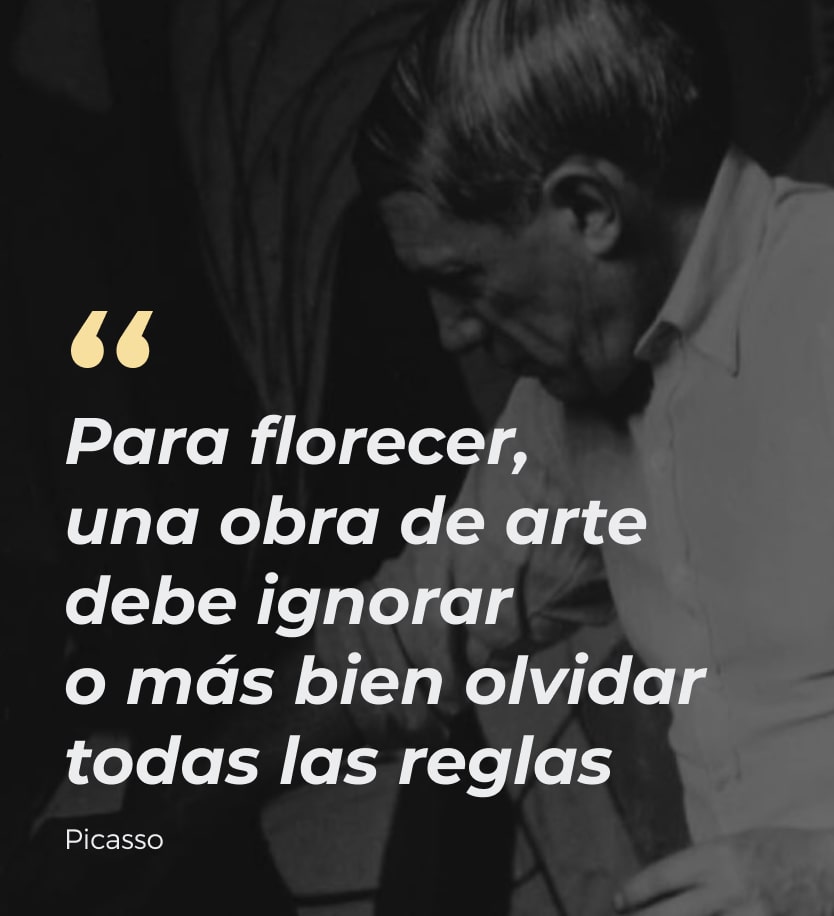 “
Para florecer,
una obra de arte
debe ignorar
o más bien olvidar
todas las reglas
Picasso